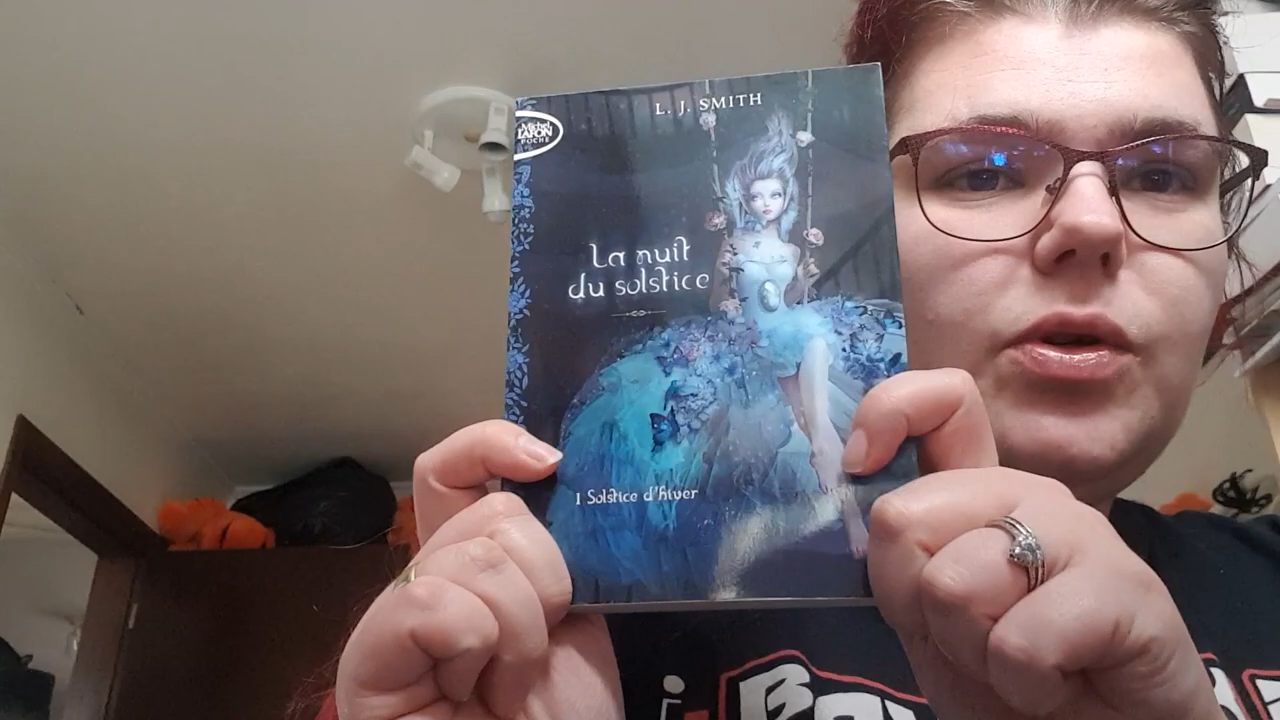 L. J. SMITH
Michel
LAFON
POCHE
La nuit
du solstice
1 Solstice d'hiver